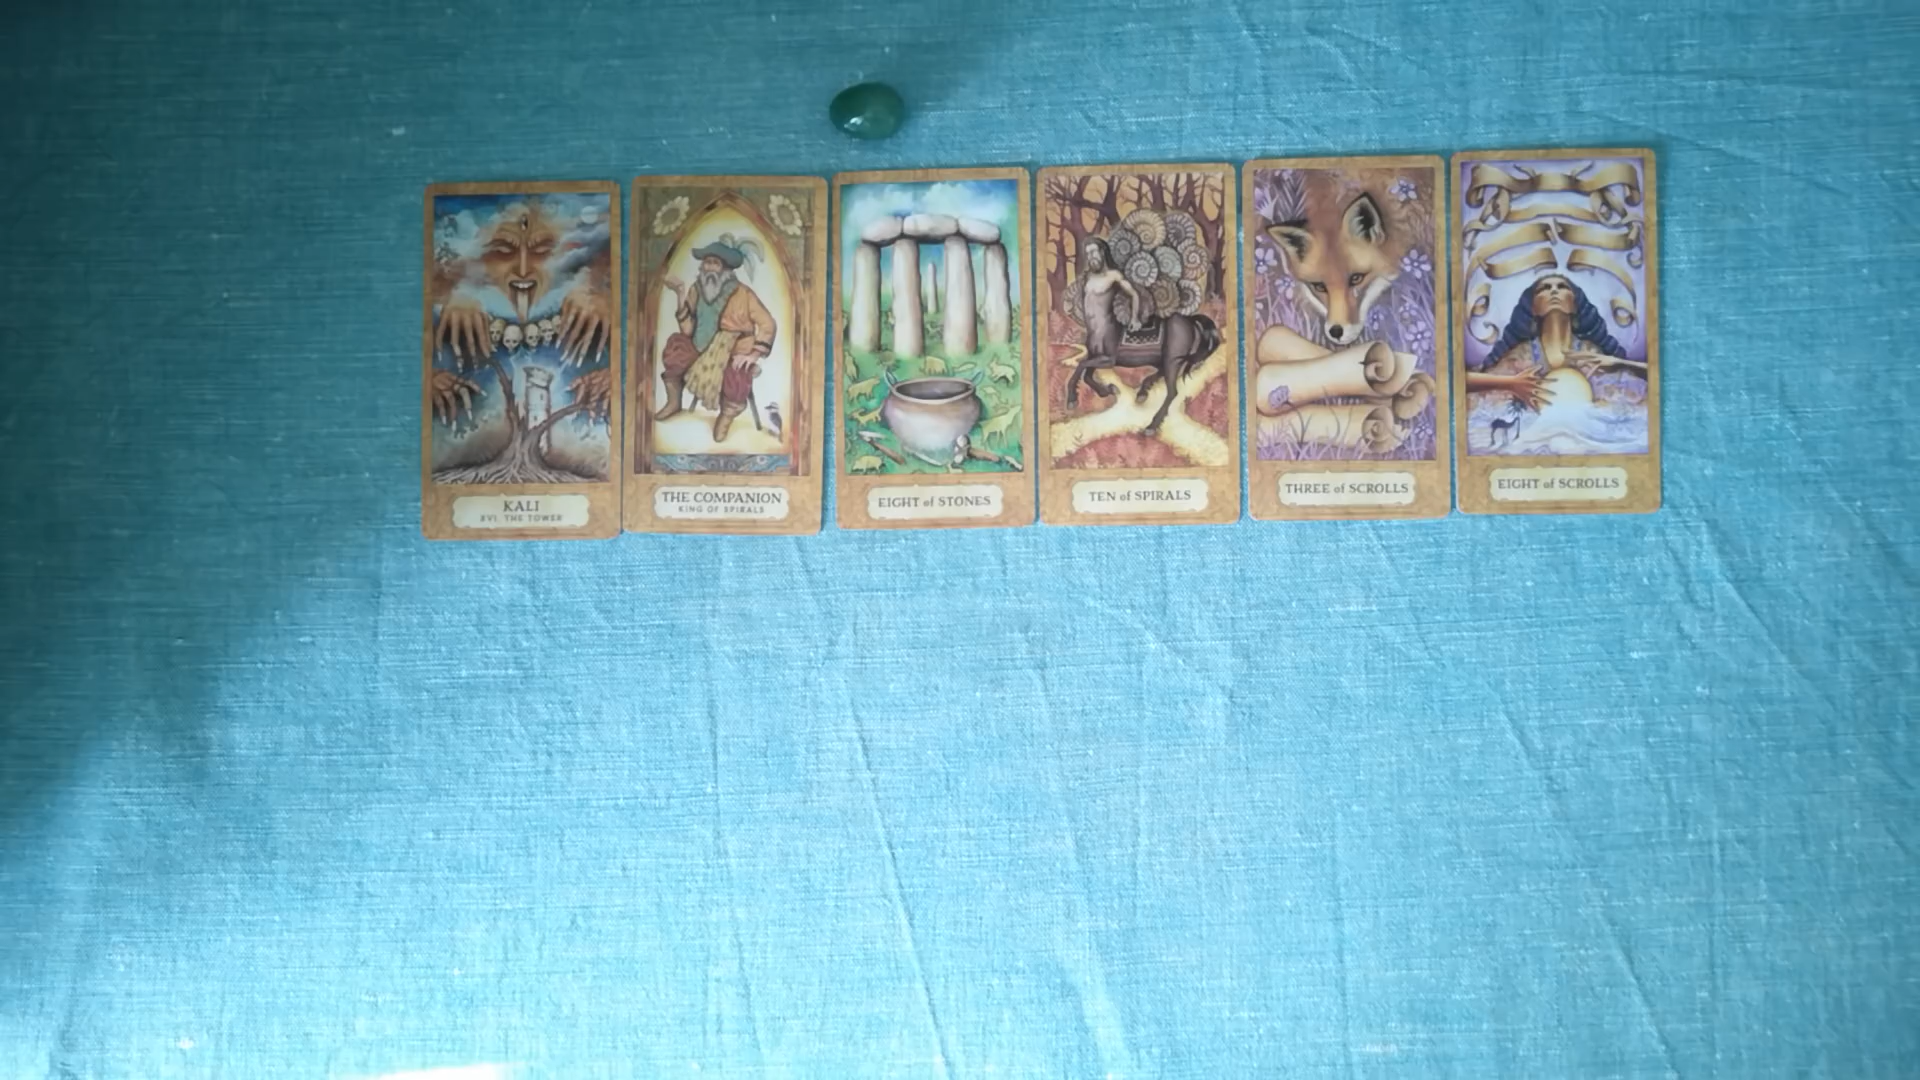 KALI
XVI. THE TOWER
THE COMPANION
KING OF SPIRALS
EIGHT of STONES
TEN of SPIRALS
THREE of SCROLLS
EIGHT of SCROLLS